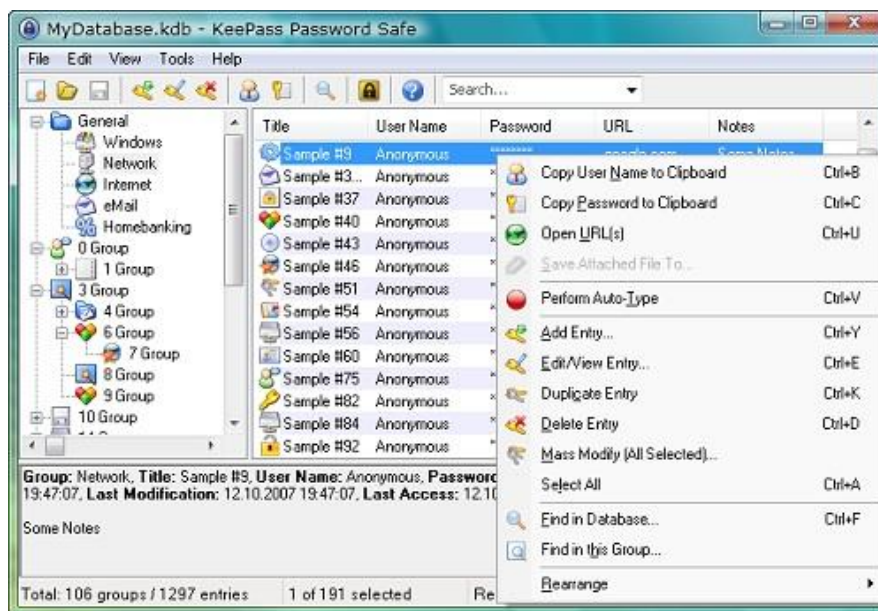 MyDatabase.kdb - KeePass Password Safe
File Edit View Tools Help
Search...
General
Windows
Network
Internet
eMail
Homebanking
0 Group
1 Group
3 Group
4 Group
6 Group
7 Group
8 Group
9 Group
10 Group
Title User Name Password URL Notes
Sample #9 Anonymous ********
Sample #3... Anonymous
Sample #37 Anonymous
Sample #40 Anonymous
Sample #43 Anonymous
Sample #46 Anonymous
Sample #51 Anonymous
Sample #54 Anonymous
Sample #56 Anonymous
Sample #60 Anonymous
Sample #75 Anonymous
Sample #82 Anonymous
Sample #84 Anonymous
Sample #92 Anonymous
Copy User Name to Clipboard Ctrl+B
Copy Password to Clipboard Ctrl+C
Open URL(s) Ctrl+U
Save Attached File To...
Perform Auto-Type Ctrl+V
Add Entry... Ctrl+Y
Edit/View Entry... Ctrl+E
Duplicate Entry Ctrl+K
Delete Entry Ctrl+D
Mass Modify (All Selected)...
Select All Ctrl+A
Find in Database... Ctrl+F
Find in this Group...
Rearrange
Group: Network, Title: Sample #9, User Name: Anonymous, Password
19:47:07, Last Modification: 12.10.2007 19:47:07, Last Access: 12.10
Some Notes
Total: 106 groups / 1297 entries 1 of 191 selected Re